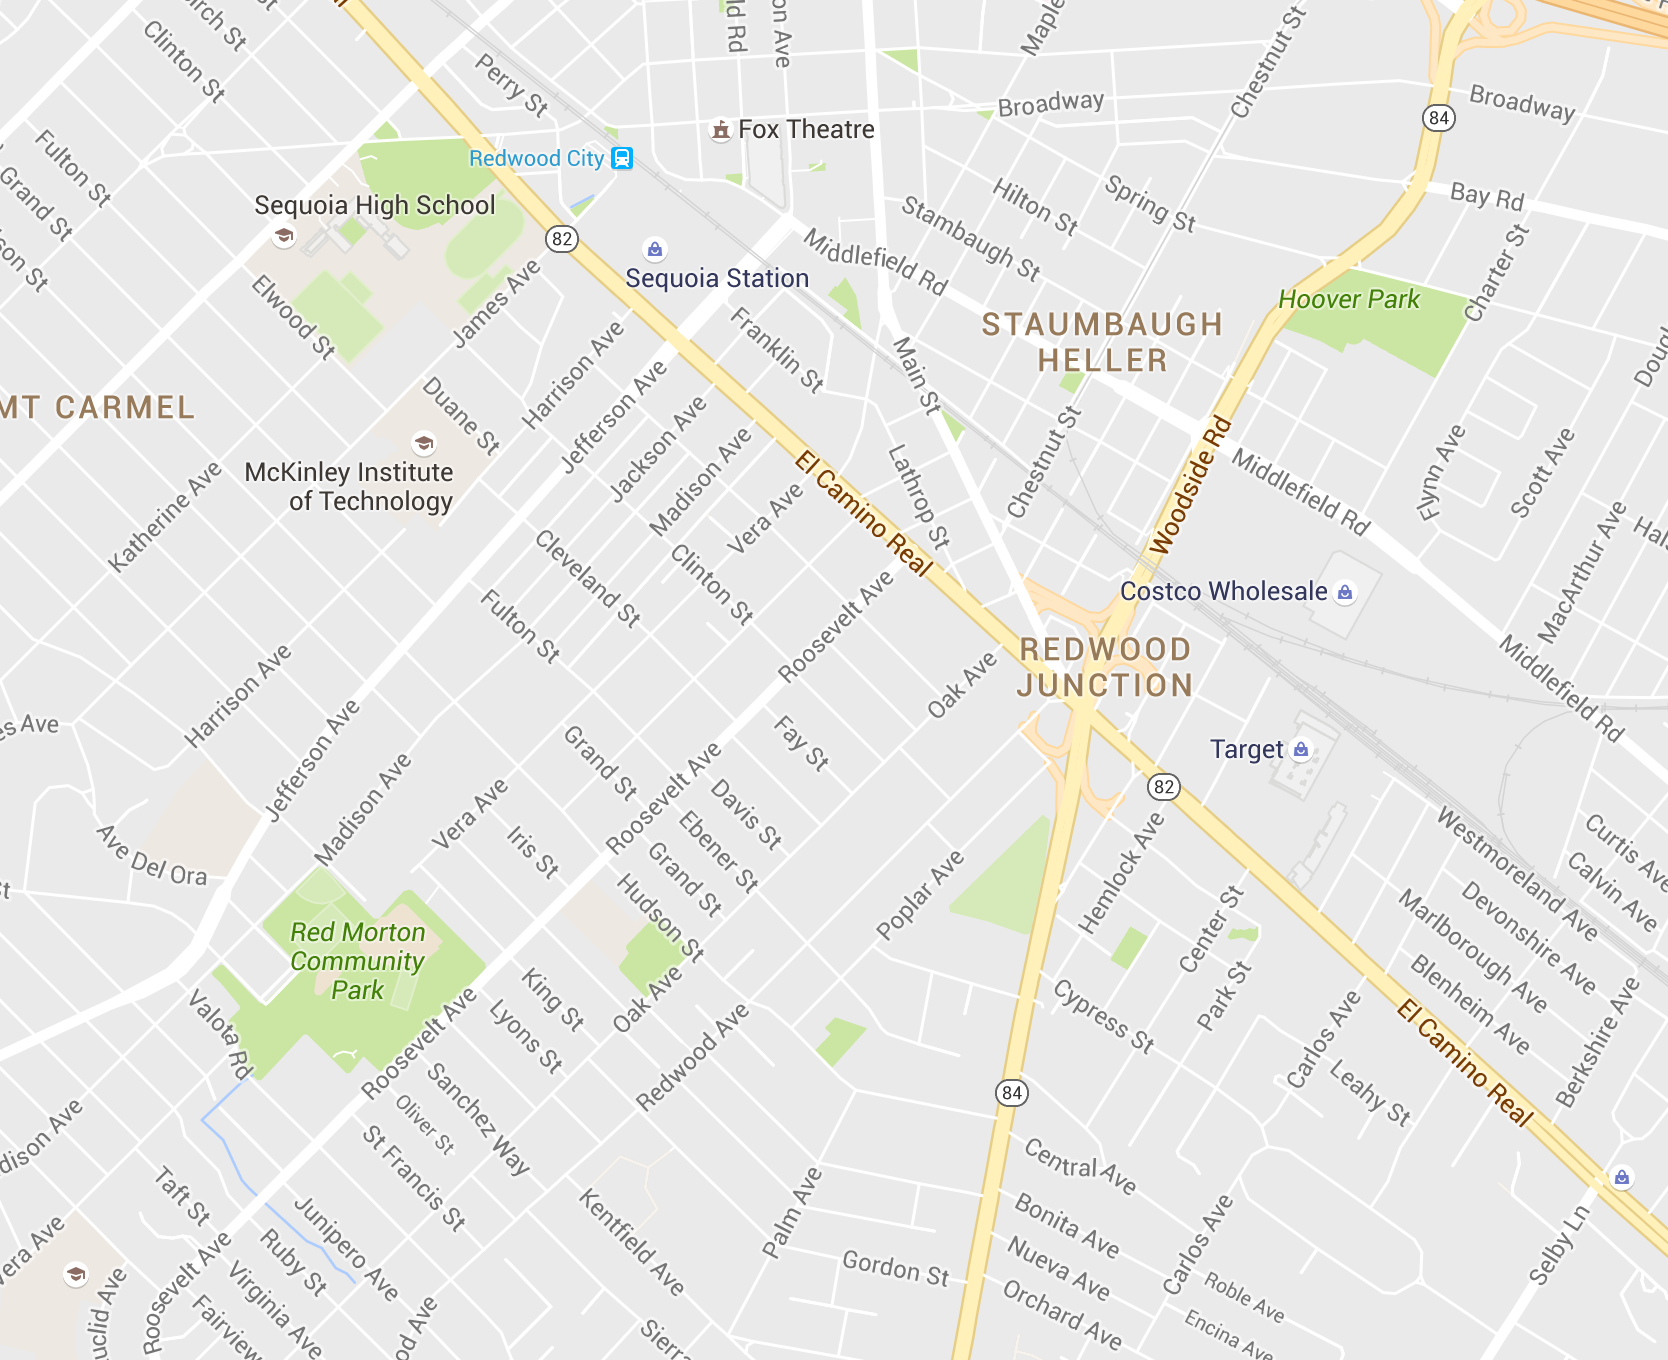 Clinton St
Perry St
Maple
Chestnut St
Broadway
Broadway
84
Fox Theatre
Redwood City
Fulton St
Grand St
Sequoia High School
Bay Rd
Hilton St
Spring St
Stambaugh St
Middlefield Rd
82
Sequoia Station
Charter St
Hoover Park
Elwood St
James Ave
STAUMBAUGH
HELLER
Franklin St
Harrison Ave
Main St
Jefferson Ave
MT CARMEL
Duane St
Jackson Ave
Madison Ave
Chestnut St
Woodside Rd
McKinley Institute
of Technology
Katherine Ave
El Camino Real
Lathrop St
Vera Ave
Middlefield Rd
Flynn Ave
Scott Ave
MacArthur Ave
Cleveland St
Clinton St
Costco Wholesale
Fulton St
Roosevelt Ave
REDWOOD
JUNCTION
Oak Ave
Harrison Ave
Middlefield Rd
Jefferson Ave
Grand St
Fay St
Target
82
Madison Ave
Vera Ave
Roosevelt Ave
Davis St
Ebener St
Grand St
Hudson St
Iris St
Ave Del Ora
Poplar Ave
Hemlock Ave
Center St
Park St
Westmoreland Ave
Curtis Ave
Calvin Ave
Devonshire Ave
Marlborough Ave
Blenheim Ave
Berkshire Ave
Red Morton
Community
Park
King St
Lyons St
Oak Ave
Redwood Ave
Cypress St
Carlos Ave
El Camino Real
Leahy St
Valota Rd
Roosevelt Ave
Sanchez Way
Oliver St
St Francis St
84
Central Ave
Taft St
Juniper Ave
Ruby St
Kentfield Ave
Palm Ave
Bonita Ave
Nueva Ave
Carlos Ave
Selby Ln
Gordon St
Orchard Ave
Roble Ave
Encina Ave
Vera Ave
Roosevelt Ave
Virginia Ave
Fairview
Sierra